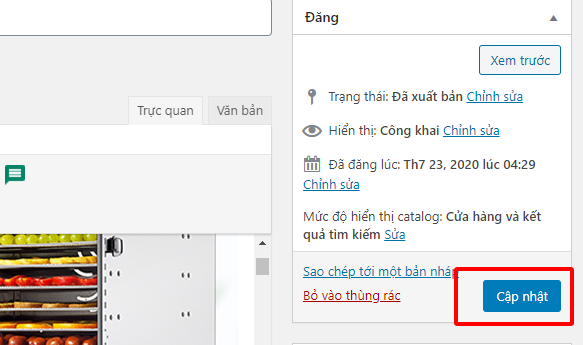 Đăng
Xem trước
Trực quan
Văn bản
Trạng thái: Đã xuất bản Chỉnh sửa
Hiển thị: Công khai Chỉnh sửa
Đã đăng lúc: Th7 23, 2020 lúc 04:29
Chỉnh sửa
Mức độ hiển thị catalog: Cửa hàng và kết
quả tìm kiếm Sửa
Sao chép tới một bản nháp
Bỏ vào thùng rác
Cập nhật